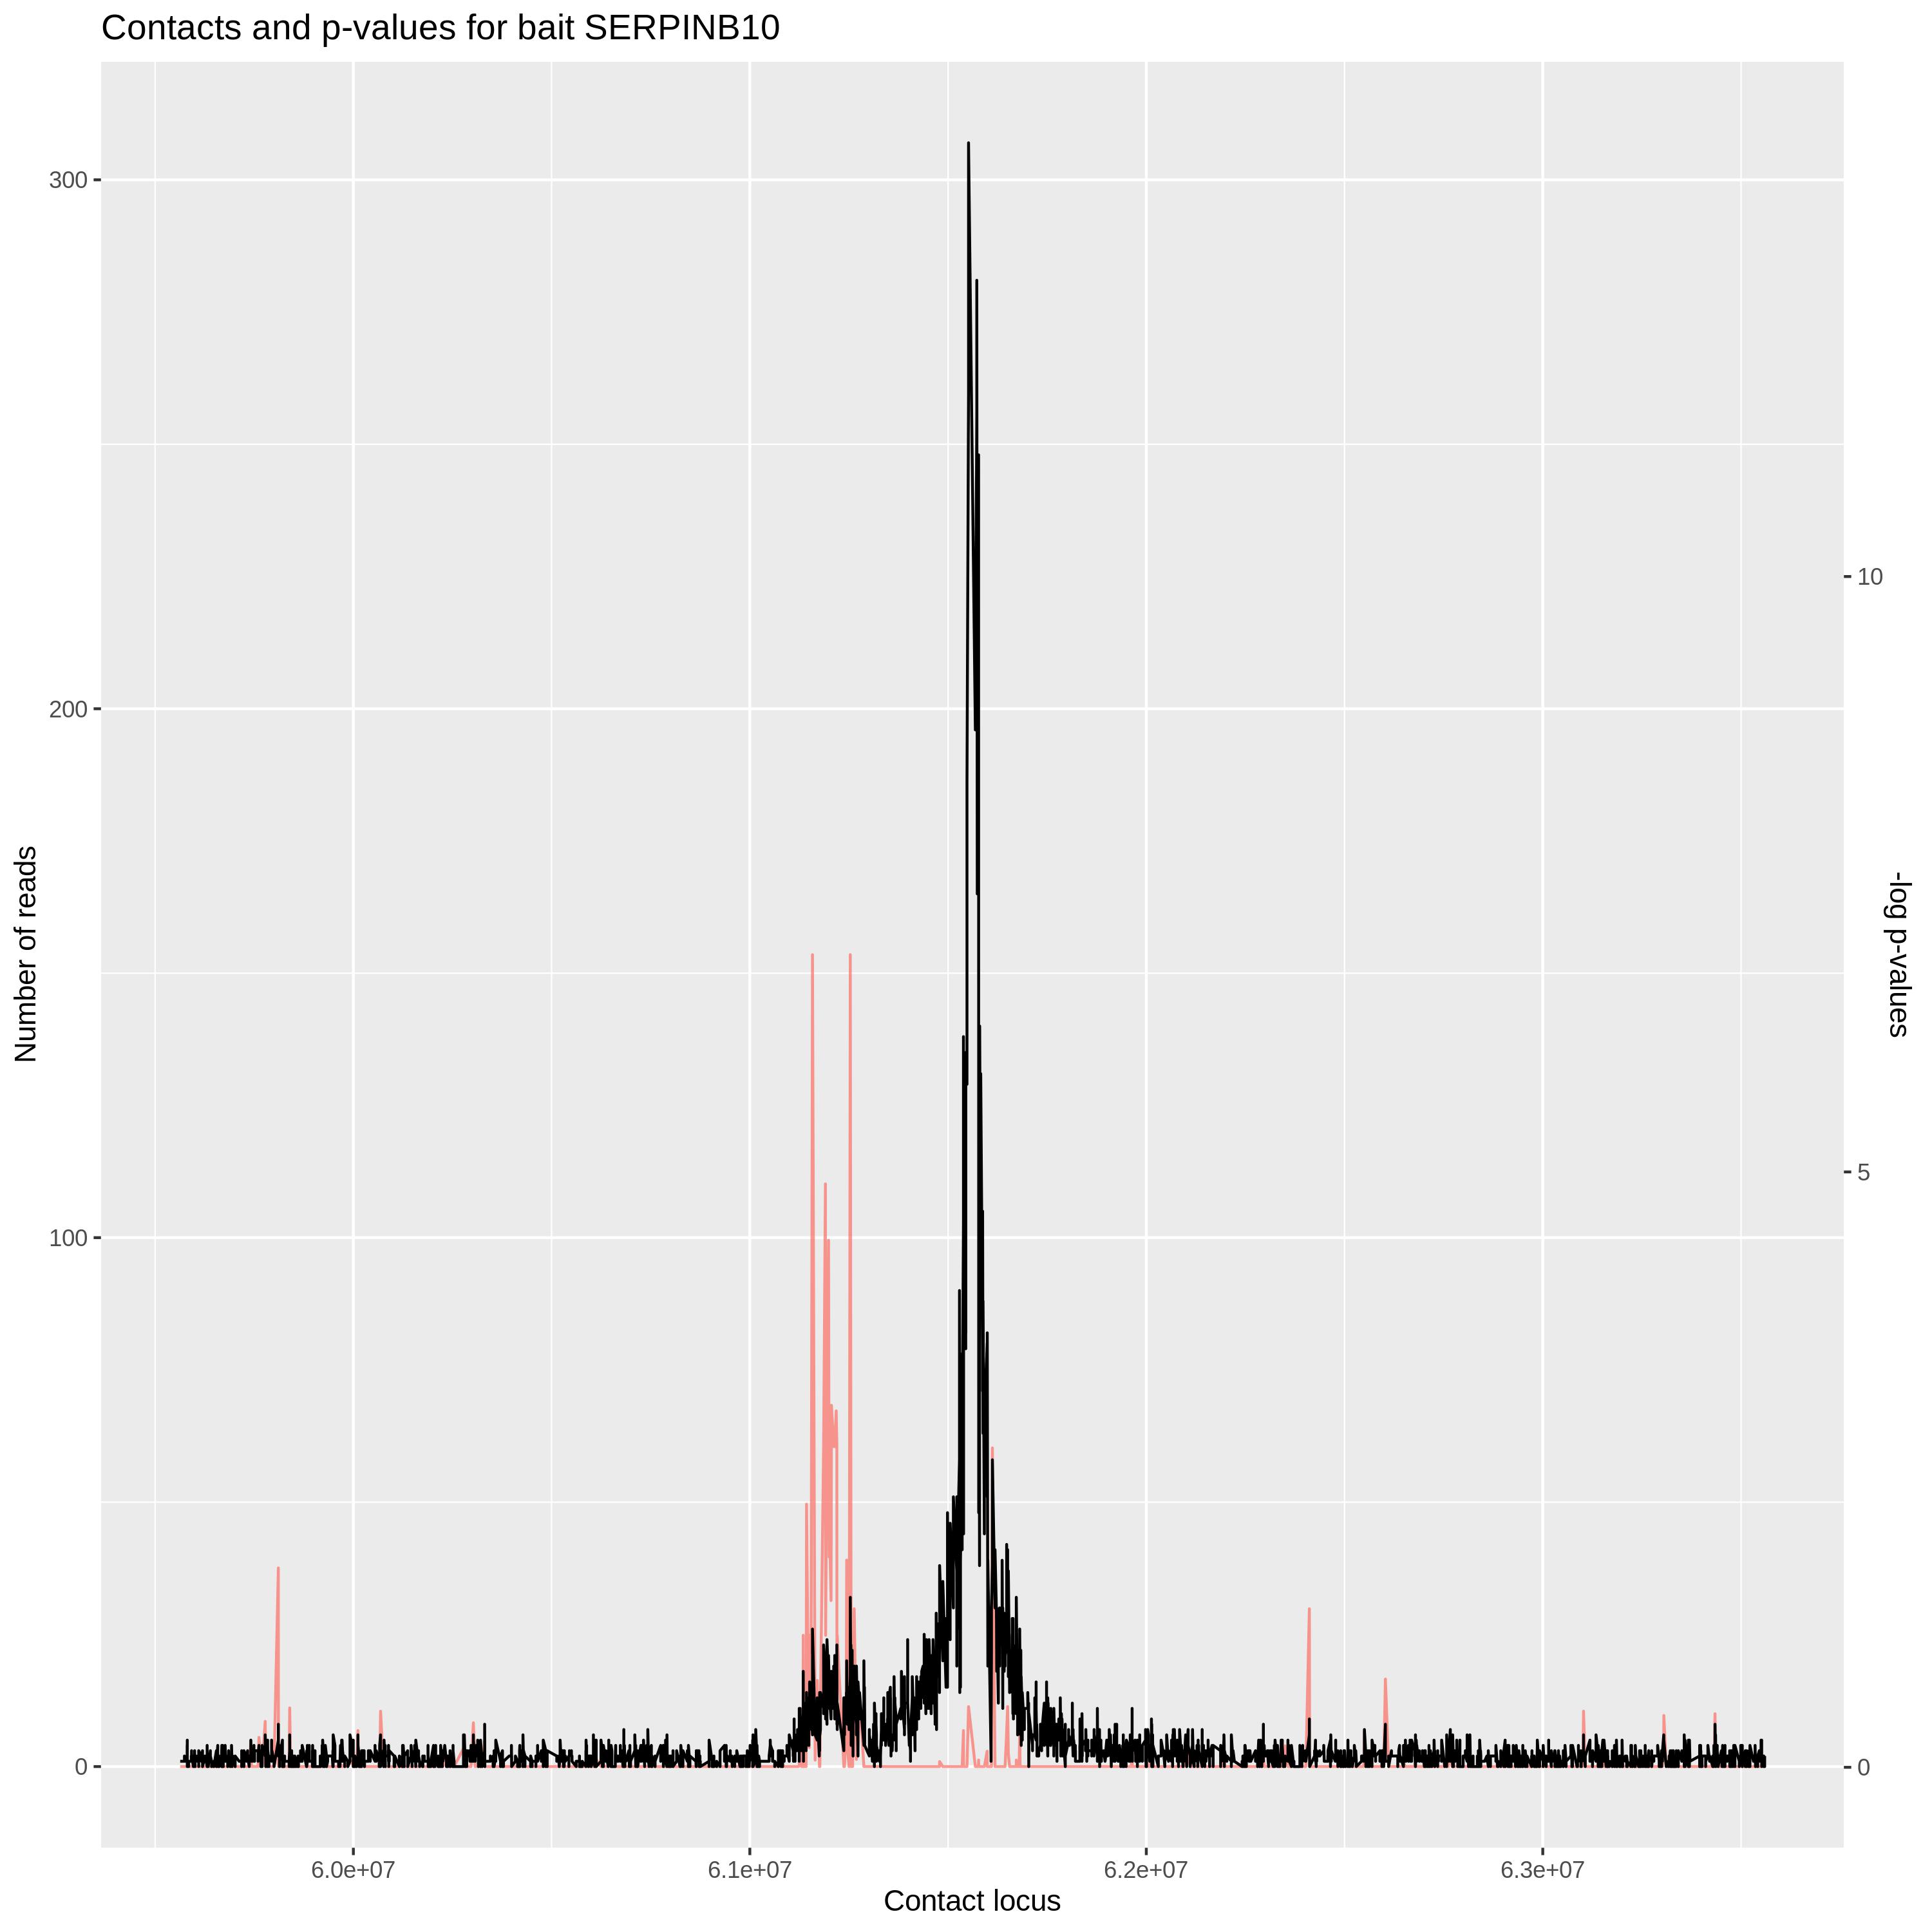 Contacts and p-values for bait SERPINB10
300
200
100
0
Number of reads
10
5
0
-log p-values
6.0e+07
6.1e+07
6.2e+07
6.3e+07
Contact locus